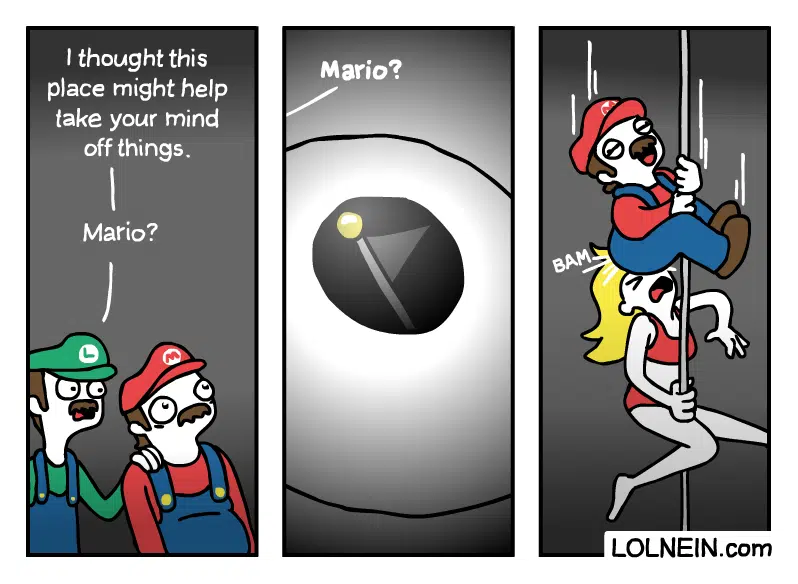 I thought this
place might help
take your mind
off things.
Mario?
L
M
Mario?
M
BAM
LOLNEIN.com